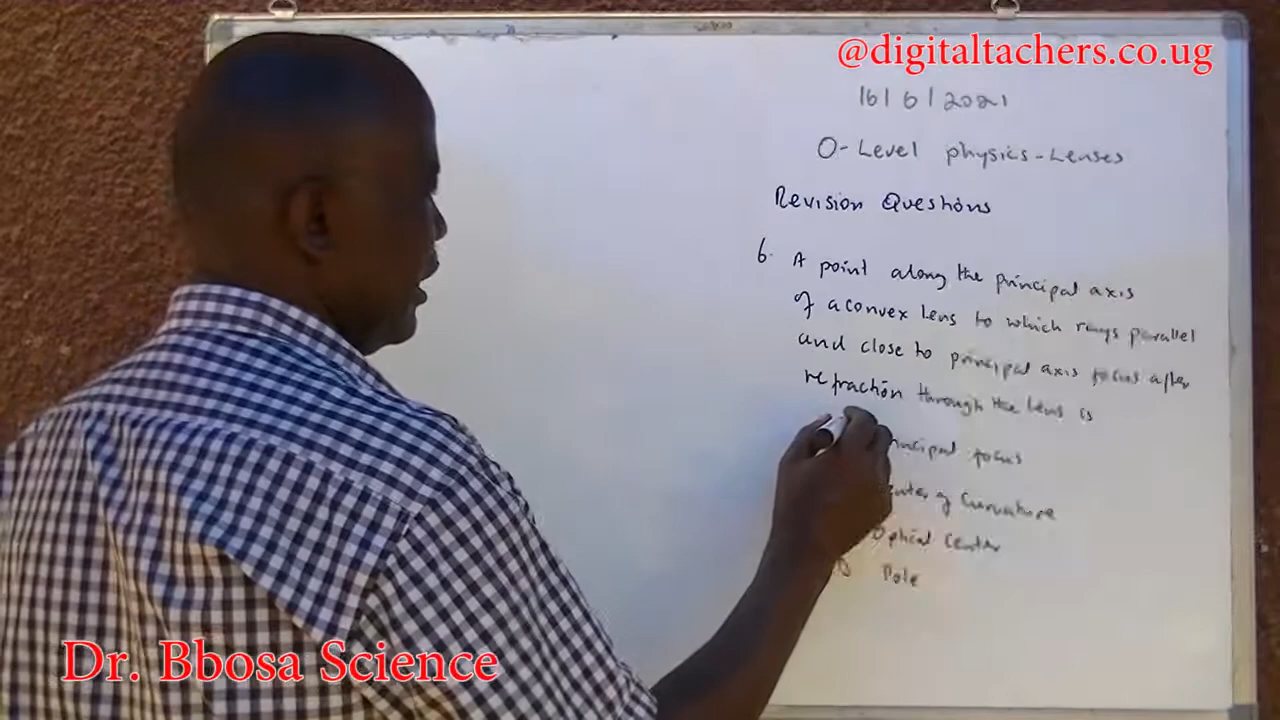 @digitaltachers.co.ug
16/6/2021
O-Level physics-Lenses
Revision Questions
6. A point along the principal axis
of a convex lens to which rays parallel
and close to principal axis focus after
refraction through the lens is
focus
of Curvature
Optical Center
D Pole
Dr. Bbosa Science